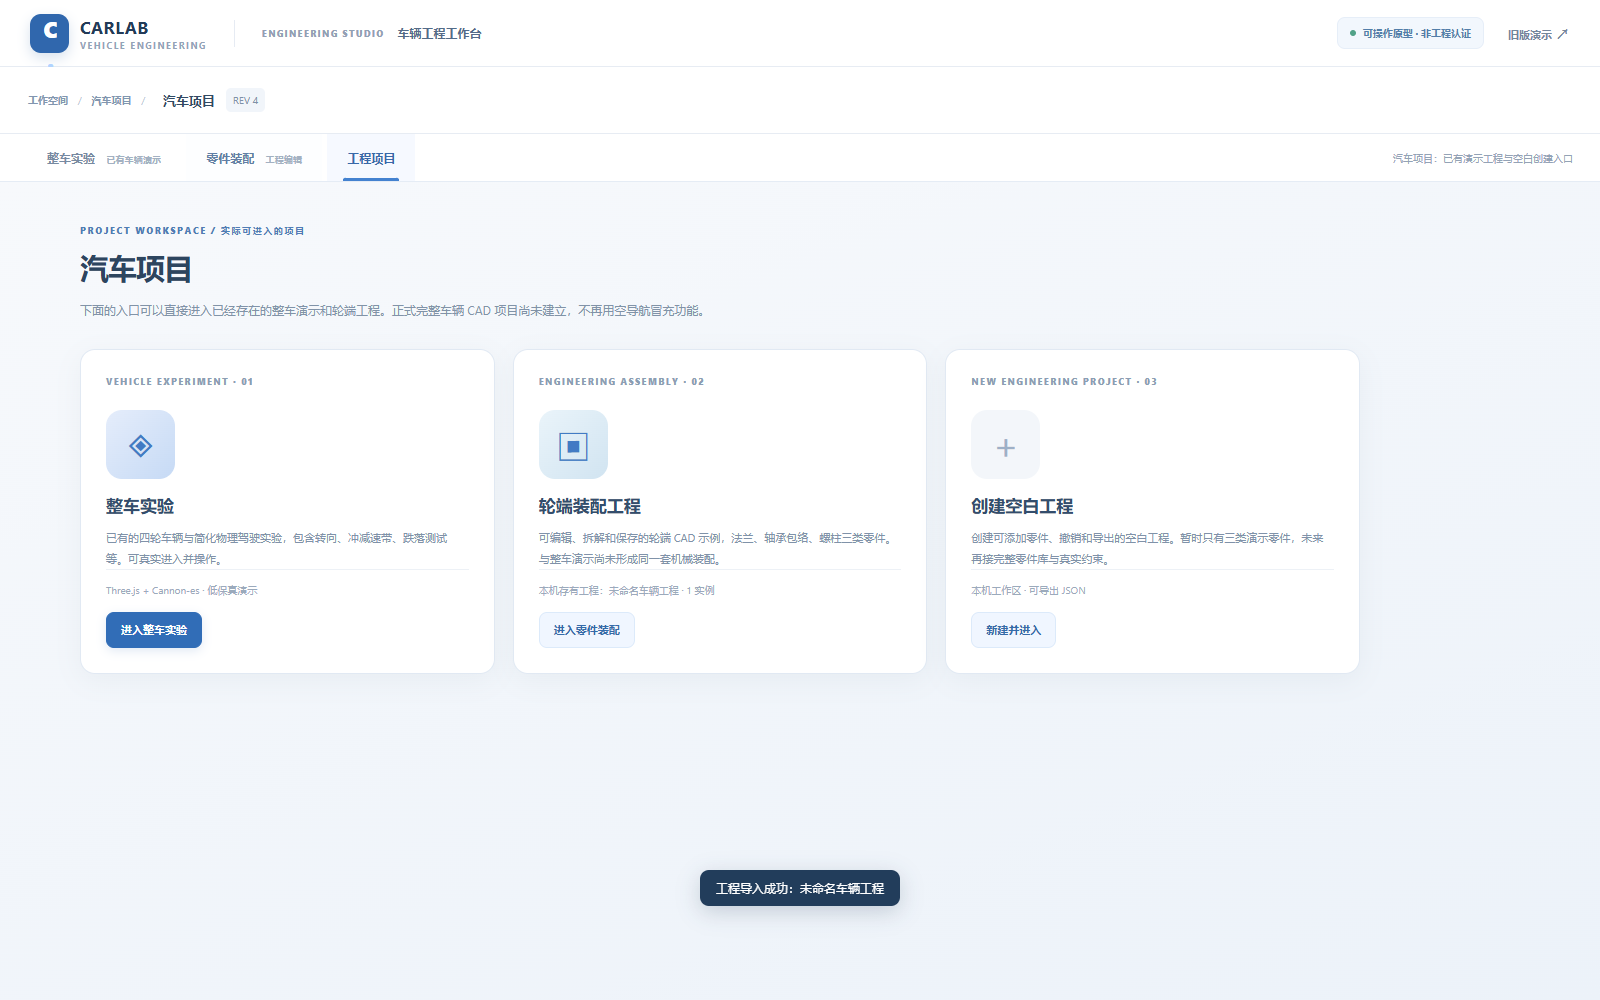 C CARLAB
VEHICLE ENGINEERING
ENGINEERING STUDIO 车辆工程工作台
可操作原型 · 非工程认证
旧版演示 ↗
工作空间 / 汽车项目 / 汽车项目 REV 4
整车实验 已有车辆演示
零件装配 工程编辑
工程项目
汽车项目：已有演示工程与空白创建入口
PROJECT WORKSPACE / 实际可进入的项目
汽车项目
下面的入口可以直接进入已经存在的整车演示和轮端工程。正式完整车辆 CAD 项目尚未建立，不再用空导航冒充功能。
VEHICLE EXPERIMENT · 01
整车实验
已有的四轮车辆与简化物理驾驶实验，包含转向、冲减速带、跌落测试
等。可真实进入并操作。
Three.js + Cannon-es · 低保真演示
进入整车实验
ENGINEERING ASSEMBLY · 02
轮端装配工程
可编辑、拆解和保存的轮端 CAD 示例，法兰、轴承包络、螺柱三类零件。
与整车演示尚未形成同一套机械装配。
本机存有工程：未命名车辆工程 · 1 实例
进入零件装配
NEW ENGINEERING PROJECT · 03
创建空白工程
创建可添加零件、撤销和导出的空白工程。暂时只有三类演示零件，未来
再接完整零件库与真实约束。
本机工作区 · 可导出 JSON
新建并进入
工程导入成功：未命名车辆工程